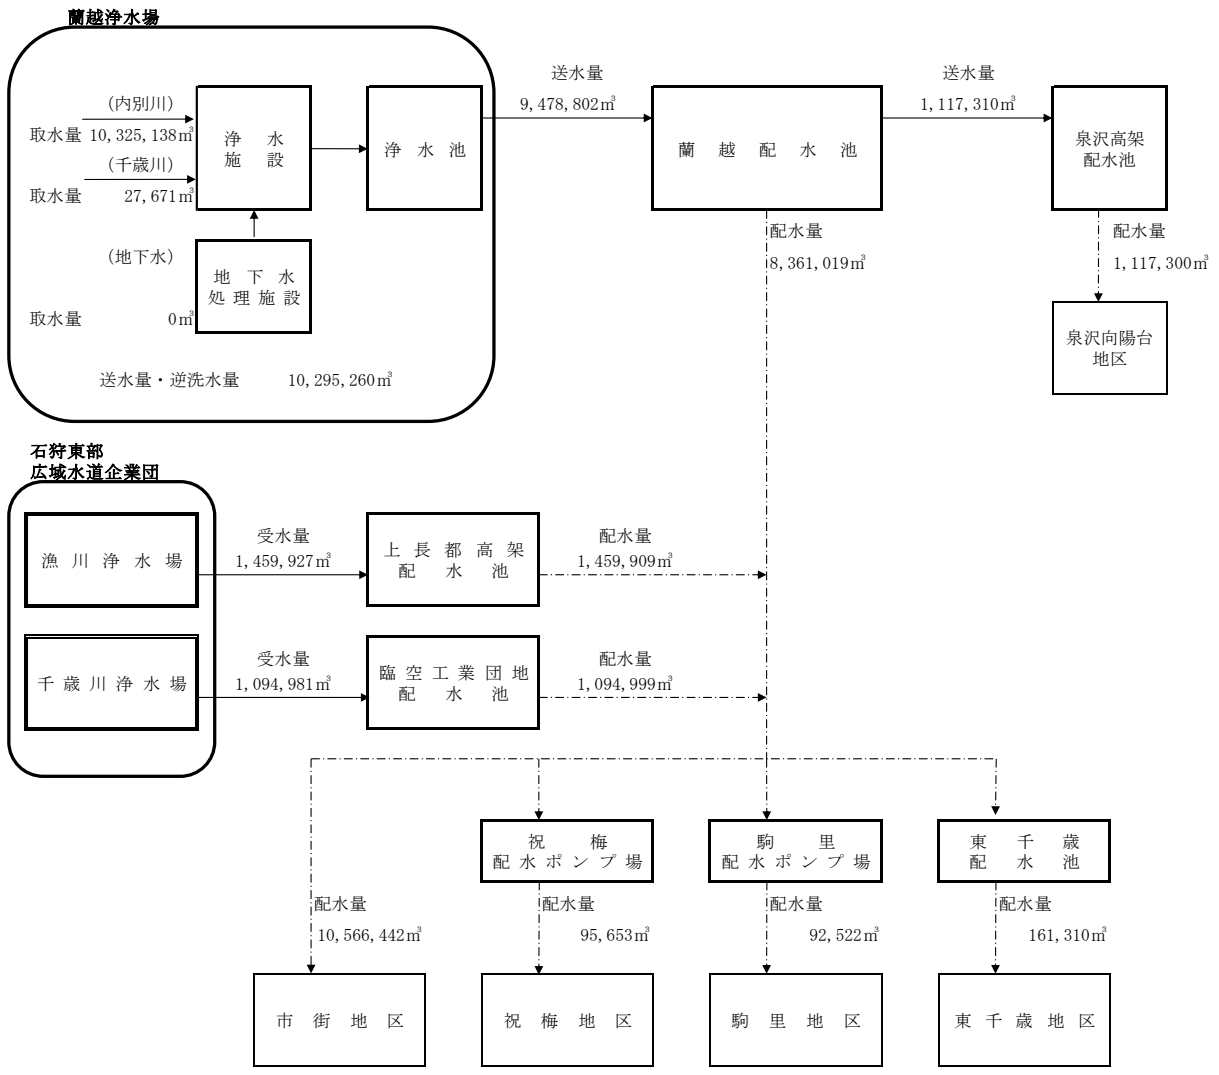 蘭越浄水場
送水量
9,478,802㎥
送水量
1,117,310㎥
（内別川）
取水量 10,325,138㎥
（千歳川）
取水量 27,671㎥
浄水
施設
浄水池
蘭越配水池
泉沢高架
配水池
（地下水）
取水量 0㎥
地下水
処理施設
配水量
8,361,019㎥
配水量
1,117,300㎥
泉沢向陽台
地区
送水量・逆洗水量 10,295,260㎥
石狩東部
広域水道企業団
漁川浄水場
受水量
1,459,927㎥
上長都高架
配水池
配水量
1,459,909㎥
千歳川浄水場
受水量
1,094,981㎥
臨空工業団地
配水池
配水量
1,094,999㎥
祝梅
配水ポンプ場
駒里
配水ポンプ場
東千歳
配水池
配水量
10,566,442㎥
配水量
95,653㎥
配水量
92,522㎥
配水量
161,310㎥
市街地区
祝梅地区
駒里地区
東千歳地区